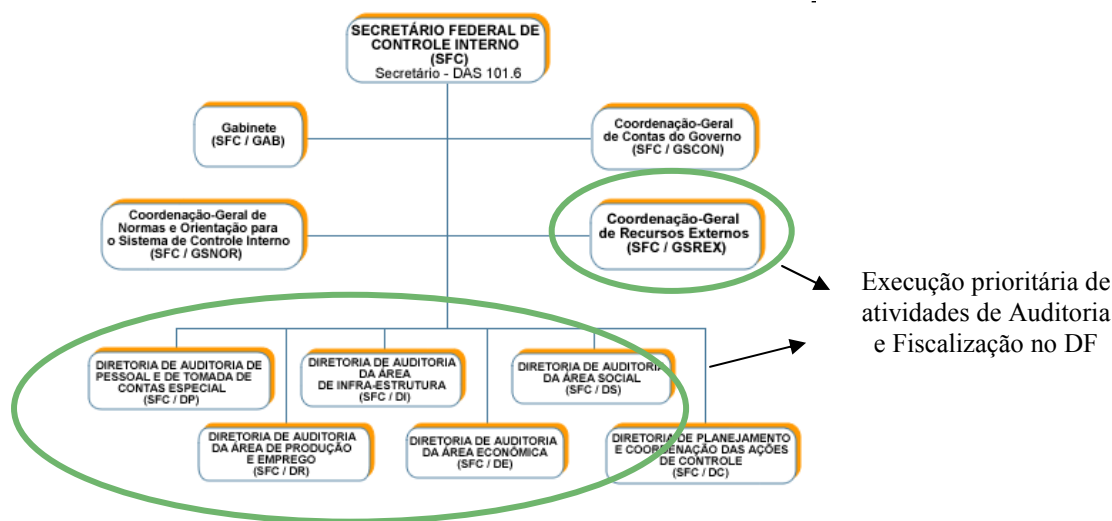 SECRETÁRIO FEDERAL DE
CONTROLE INTERNO
(SFC)
Secretário - DAS 101.6
Gabinete
(SFC / GAB)
Coordenação-Geral
de Contas do Governo
(SFC / GSCON)
Coordenação-Geral de
Normas e Orientação para
o Sistema de Controle Interno
(SFC / GSNOR)
Coordenação-Geral
de Recursos Externos
(SFC / GSREX)
Execução prioritária de
atividades de Auditoria
e Fiscalização no DF
DIRETORIA DE AUDITORIA DE
PESSOAL E DE TOMADA DE
CONTAS ESPECIAL
(SFC / DP)
DIRETORIA DE AUDITORIA
DA ÁREA
DE INFRA-ESTRUTURA
(SFC / DI)
DIRETORIA DE AUDITORIA
DA ÁREA SOCIAL
(SFC / DS)
DIRETORIA DE AUDITORIA
DA ÁREA DE PRODUÇÃO
E EMPREGO
(SFC / DR)
DIRETORIA DE AUDITORIA
DA ÁREA ECONÔMICA
(SFC / DE)
DIRETORIA DE PLANEJAMENTO
E COORDENAÇÃO DAS AÇÕES
DE CONTROLE
(SFC / DC)